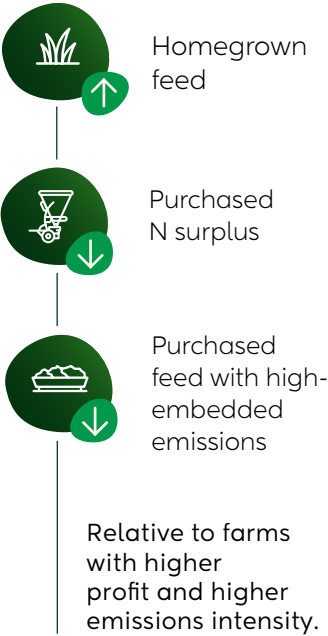 Homegrown
feed
Purchased
N surplus
Purchased
feed with high-
embedded
emissions
Relative to farms
with higher
profit and higher
emissions intensity.